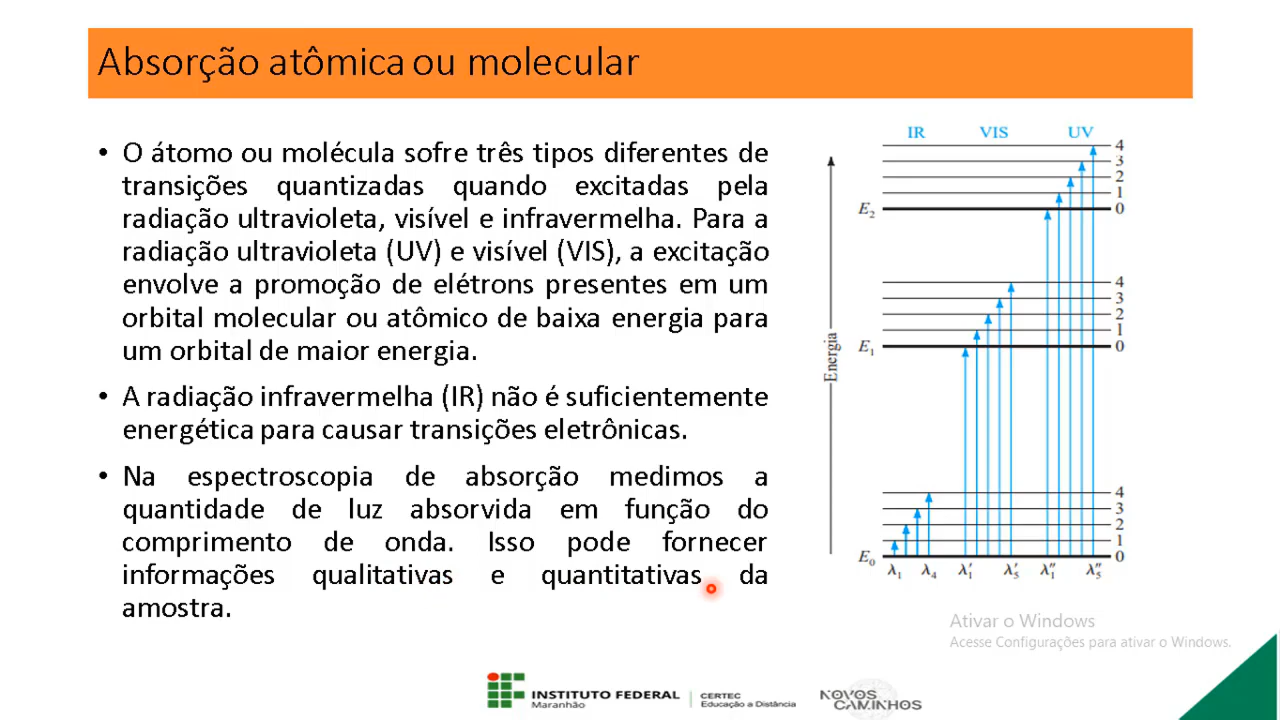 Absorção atômica ou molecular
• O átomo ou molécula sofre três tipos diferentes de
transições quantizadas quando excitadas pela
radiação ultravioleta, visível e infravermelha. Para a
radiação ultravioleta (UV) e visível (VIS), a excitação
envolve a promoção de elétrons presentes em um
orbital molecular ou atômico de baixa energia para
um orbital de maior energia.
• A radiação infravermelha (IR) não é suficientemente
energética para causar transições eletrônicas.
• Na espectroscopia de absorção medimos a
quantidade de luz absorvida em função do
comprimento de onda. Isso pode fornecer
informações qualitativas e quantitativas da
amostra.
IR VIS UV
4
3
2
1
E₂ 0
4
3
2
1
E₁ 0
Energia
4
3
2
1
E₀ 0
λ₁ λ₄ λ₁′ λ₅′ λ₁″ λ₅″
Ativar o Windows
Acesse Configurações para ativar o Windows.
INSTITUTO FEDERAL
Maranhão
CERTEC
Educação a Distância
NOVOS
CAMINHOS